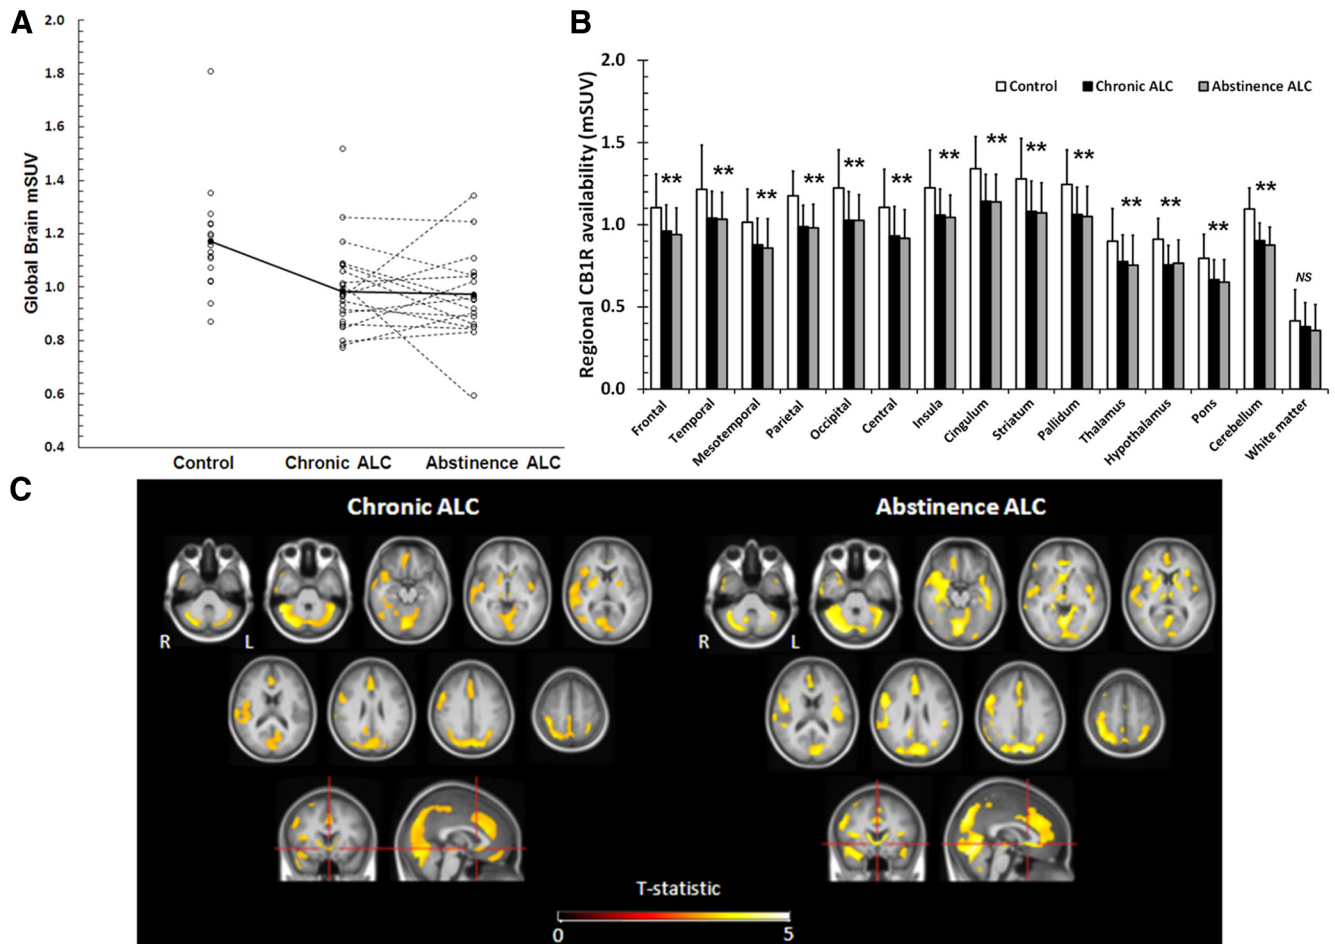 A
Global Brain mSUV
2.0
1.8
1.6
1.4
1.2
1.0
0.8
0.6
0.4
Control
Chronic ALC
Abstinence ALC
B
Regional CB1R availability (mSUV)
2.0
1.5
1.0
0.5
0.0
Control
Chronic ALC
Abstinence ALC
**
**
**
**
**
**
**
**
**
**
**
**
**
**
NS
Frontal
Temporal
Mesotemporal
Parietal
Occipital
Central
Insula
Cingulum
Striatum
Pallidum
Thalamus
Hypothalamus
Pons
Cerebellum
White matter
C
Chronic ALC
Abstinence ALC
R
L
R
L
T-statistic
0
5